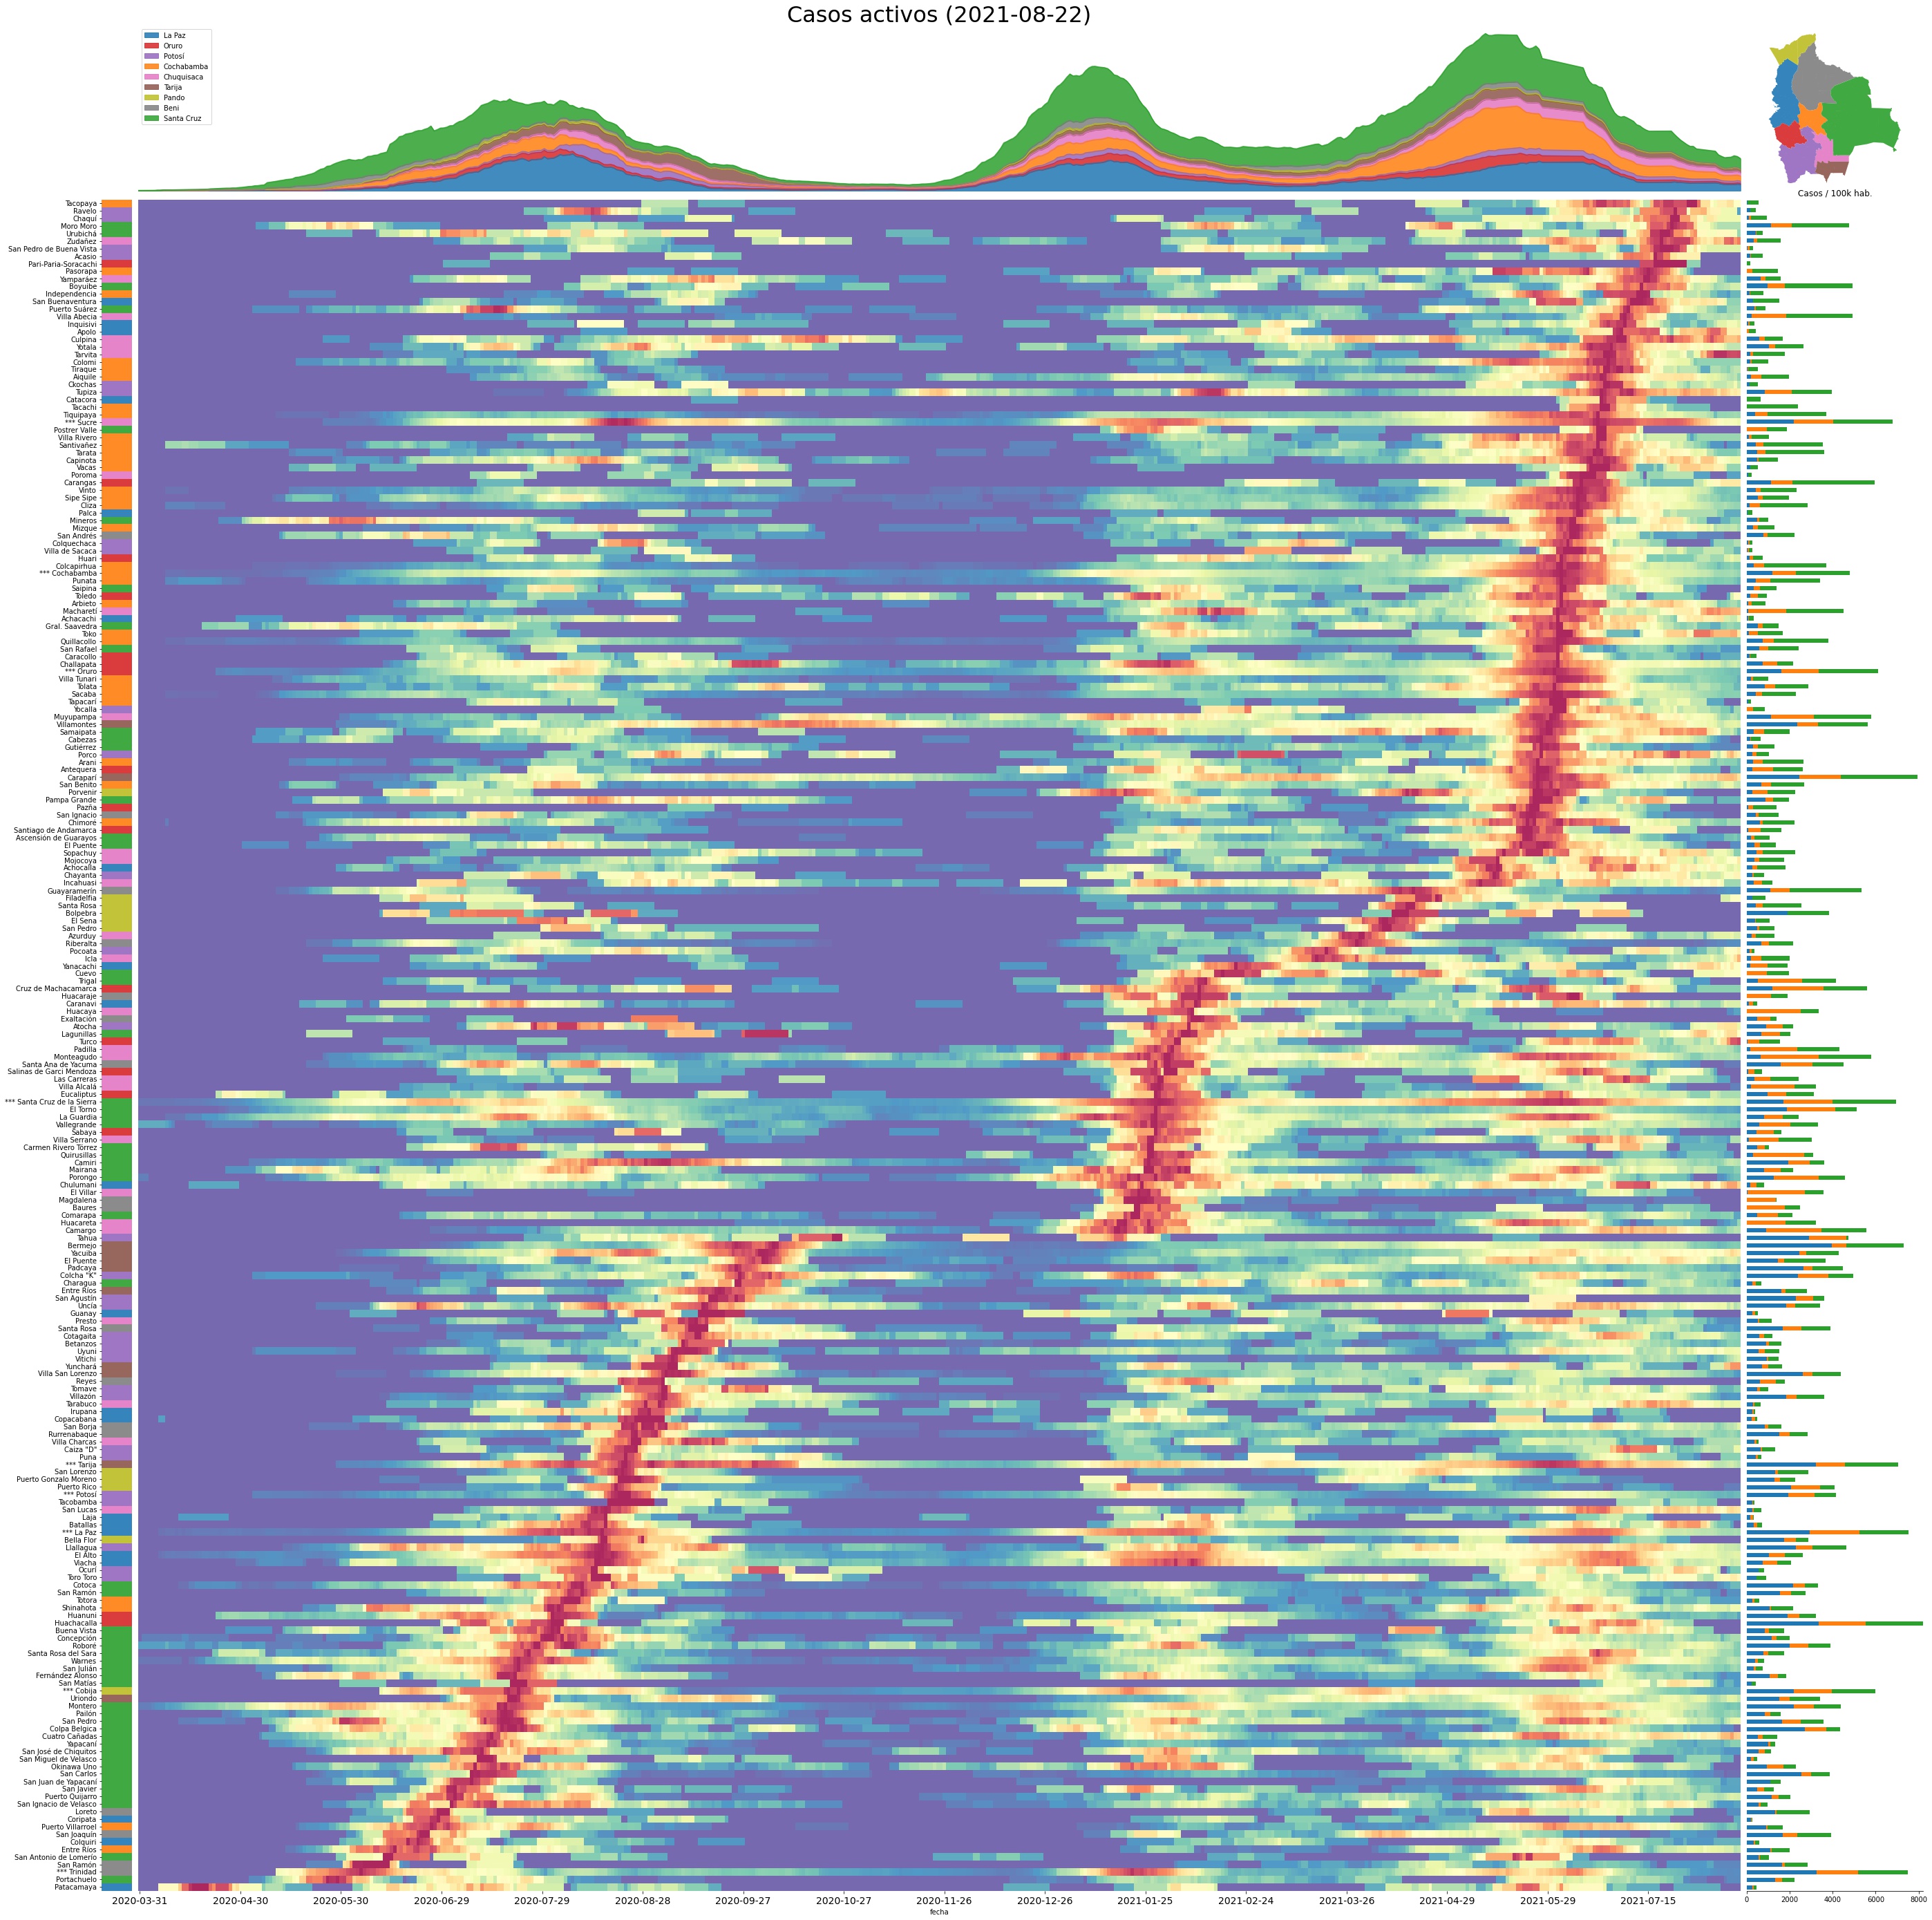 Casos activos (2021-08-22)
La Paz
Oruro
Potosí
Cochabamba
Chuquisaca
Tarija
Pando
Beni
Santa Cruz
Casos / 100k hab.
Tacopaya
Ravelo
Chaquí
Moro Moro
Urubichá
Zudañez
San Pedro de Buena Vista
Acasio
Pari-Paria-Soracachi
Pasorapa
Yamparáez
Boyuibe
Independencia
San Buenaventura
Puerto Suárez
Villa Abecia
Inquisivi
Apolo
Culpina
Yotala
Tarvita
Colomi
Tiraque
Aiquile
Ckochas
Tupiza
Catacora
Tacachi
Tiquipaya
*** Sucre
Postrer Valle
Villa Rivero
Santivañez
Tarata
Capinota
Vacas
Poroma
Carangas
Vinto
Sipe Sipe
Cliza
Palca
Mineros
Mizque
San Andrés
Colquechaca
Villa de Sacaca
Huari
Colcapirhua
*** Cochabamba
Punata
Saipina
Toledo
Arbieto
Macharetí
Achacachi
Gral. Saavedra
Toko
Quillacollo
San Rafael
Caracollo
Challapata
*** Oruro
Villa Tunari
Tolata
Sacaba
Tapacarí
Yocalla
Muyupampa
Villamontes
Samaipata
Cabezas
Gutiérrez
Porco
Arani
Antequera
Caraparí
San Benito
Porvenir
Pampa Grande
Pazña
San Ignacio
Chimoré
Santiago de Andamarca
Ascensión de Guarayos
El Puente
Sopachuy
Mojocoya
Achocalla
Chayanta
Incahuasi
Guayaramerín
Filadelfia
Santa Rosa
Bolpebra
El Sena
San Pedro
Azurduy
Riberalta
Pocoata
Icla
Yanacachi
Cuevo
Trigal
Cruz de Machacamarca
Huacaraje
Caranavi
Huacaya
Exaltación
Atocha
Lagunillas
Turco
Padilla
Monteagudo
Santa Ana de Yacuma
Salinas de Garci Mendoza
Las Carreras
Villa Alcalá
Eucaliptus
*** Santa Cruz de la Sierra
El Torno
La Guardia
Vallegrande
Sabaya
Villa Serrano
Carmen Rivero Tórrez
Quirusillas
Camiri
Mairana
Porongo
Chulumani
El Villar
Magdalena
Baures
Comarapa
Huacareta
Camargo
Tahua
Bermejo
Yacuiba
El Puente
Padcaya
Colcha "K"
Charagua
Entre Ríos
San Agustín
Uncía
Guanay
Presto
Santa Rosa
Cotagaita
Betanzos
Uyuni
Vitichi
Yunchará
Villa San Lorenzo
Reyes
Tomave
Villazón
Tarabuco
Irupana
Copacabana
San Borja
Rurrenabaque
Villa Charcas
Caiza "D"
Puna
*** Tarija
San Lorenzo
Puerto Gonzalo Moreno
Puerto Rico
*** Potosí
Tacobamba
San Lucas
Laja
Batallas
*** La Paz
Bella Flor
Llallagua
El Alto
Viacha
Ocurí
Toro Toro
Cotoca
San Ramón
Totora
Shinahota
Huanuni
Huachacalla
Buena Vista
Concepción
Roboré
Santa Rosa del Sara
Warnes
San Julián
Fernández Alonso
San Matías
*** Cobija
Uriondo
Montero
Pailón
San Pedro
Colpa Belgica
Cuatro Cañadas
Yapacaní
San José de Chiquitos
San Miguel de Velasco
Okinawa Uno
San Carlos
San Juan de Yapacaní
San Javier
Puerto Quijarro
San Ignacio de Velasco
Loreto
Coripata
Puerto Villarroel
San Joaquín
Colquiri
Entre Ríos
San Antonio de Lomerío
San Ramón
*** Trinidad
Portachuelo
Patacamaya
2020-03-31 2020-04-30 2020-05-30 2020-06-29 2020-07-29 2020-08-28 2020-09-27 2020-10-27 2020-11-26 2020-12-26 2021-01-25 2021-02-24 2021-03-26 2021-04-29 2021-05-29 2021-07-15
0 2000 4000 6000 8000
fecha